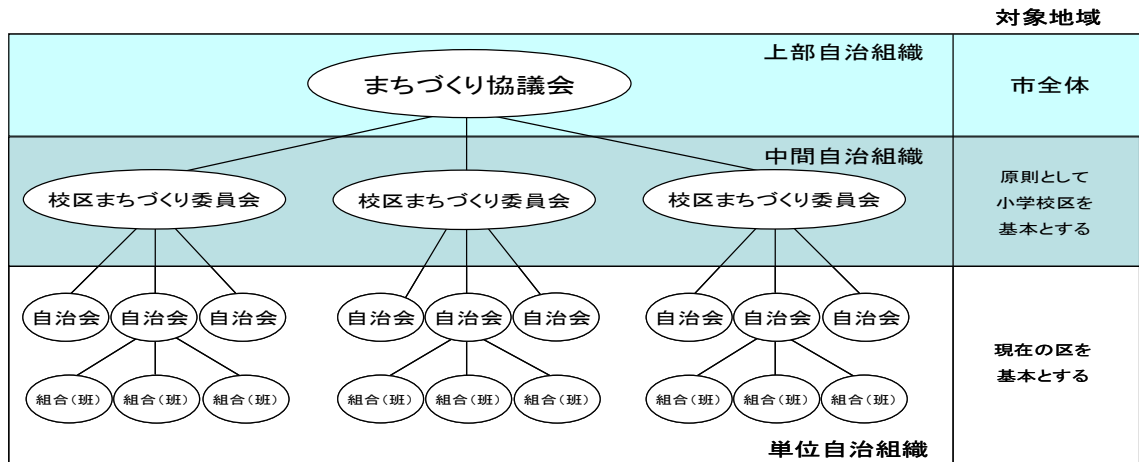 対象地域
上部自治組織
まちづくり協議会
市全体
中間自治組織
校区まちづくり委員会 校区まちづくり委員会 校区まちづくり委員会
原則として
小学校区を
基本とする
自治会 自治会 自治会 自治会 自治会 自治会 自治会 自治会 自治会
現在の区を
基本とする
組合(班) 組合(班) 組合(班) 組合(班) 組合(班) 組合(班) 組合(班) 組合(班) 組合(班)
単位自治組織